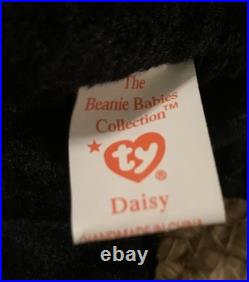 The
Beanie Babies
Collection™
★ ty ®
Daisy
HANDMADE IN CHINA